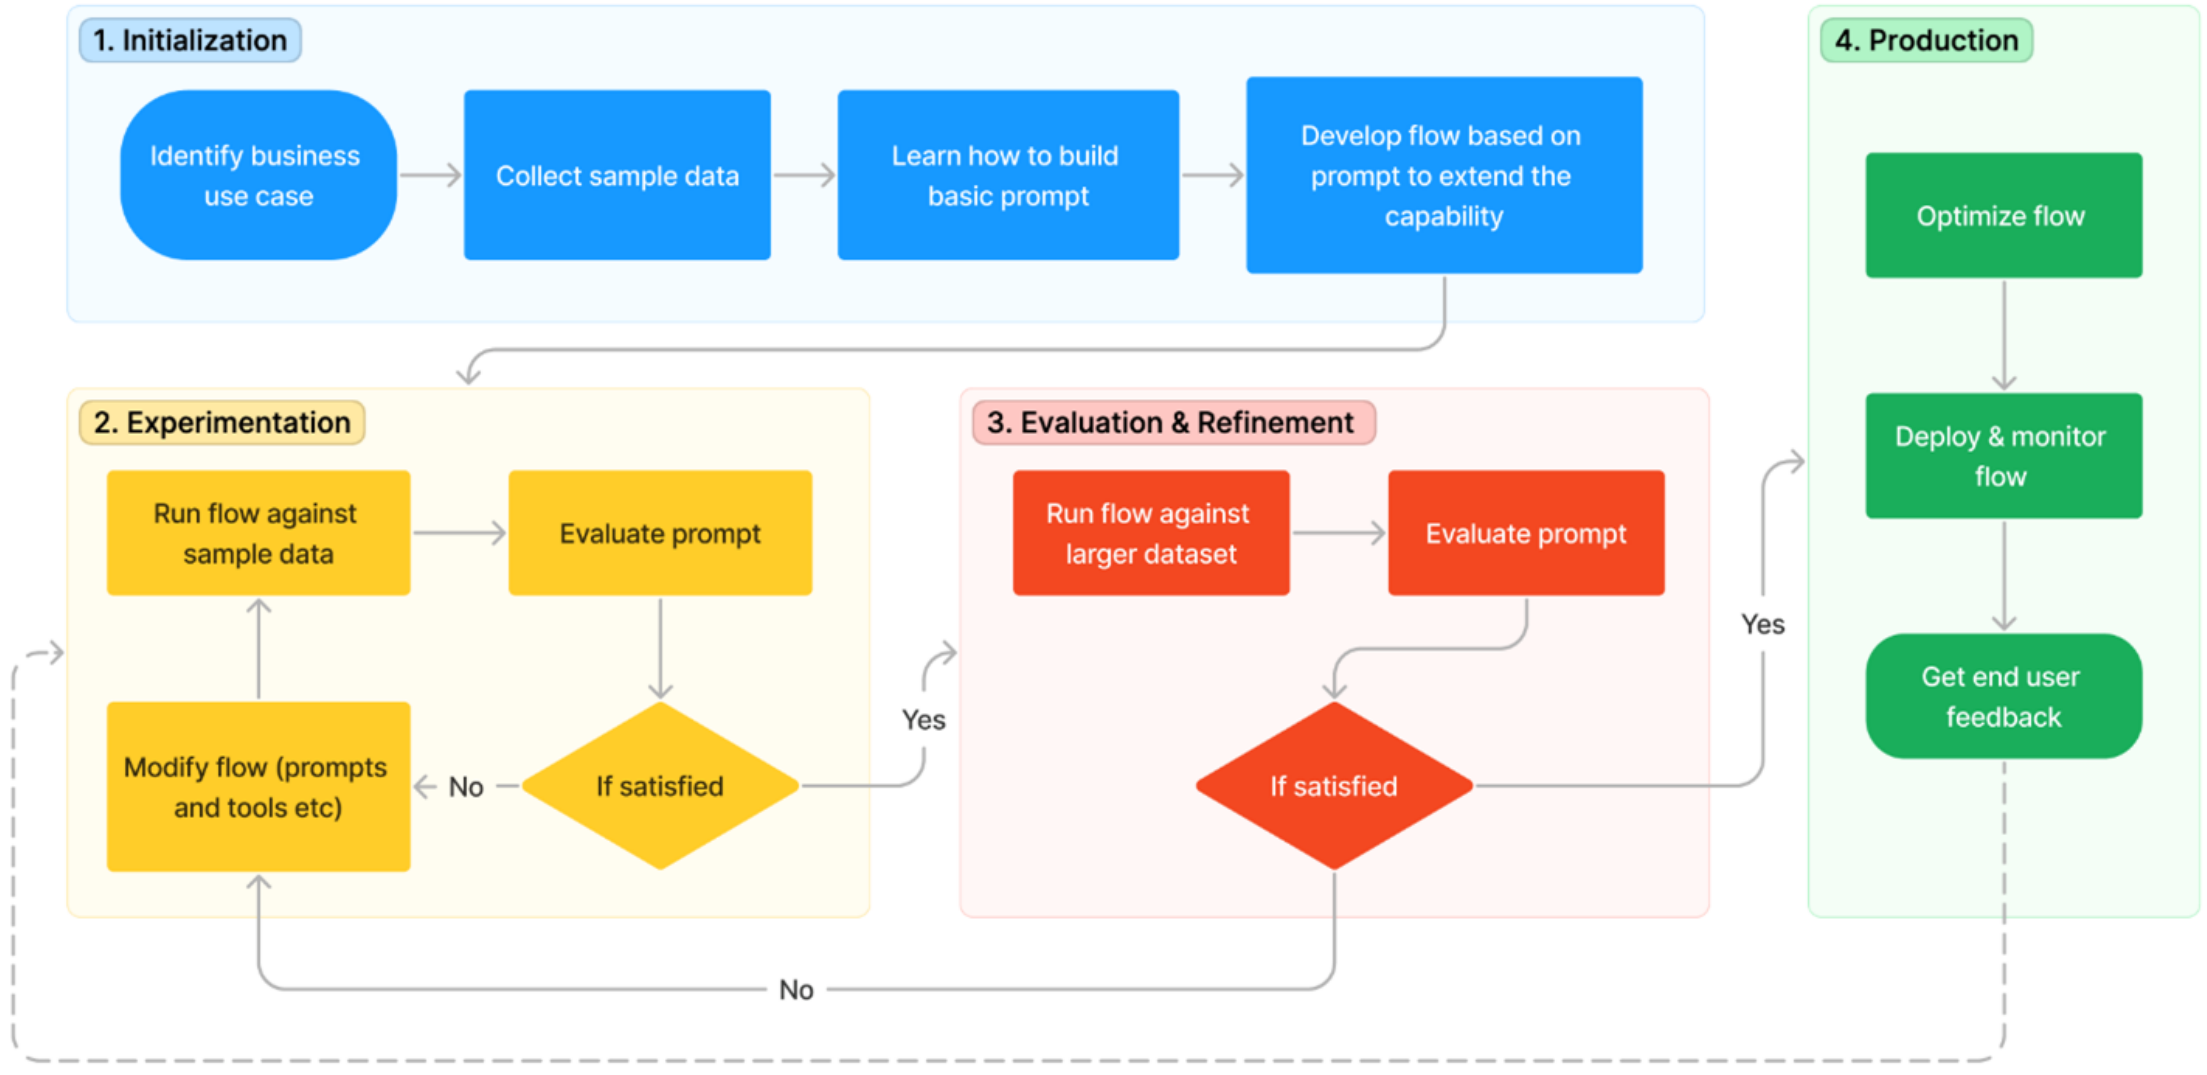 1. Initialization
Identify business
use case
Collect sample data
Learn how to build
basic prompt
Develop flow based on
prompt to extend the
capability
2. Experimentation
Run flow against
sample data
Evaluate prompt
If satisfied
No
Modify flow (prompts
and tools etc)
Yes
3. Evaluation & Refinement
Run flow against
larger dataset
Evaluate prompt
If satisfied
No
Yes
4. Production
Optimize flow
Deploy & monitor
flow
Get end user
feedback